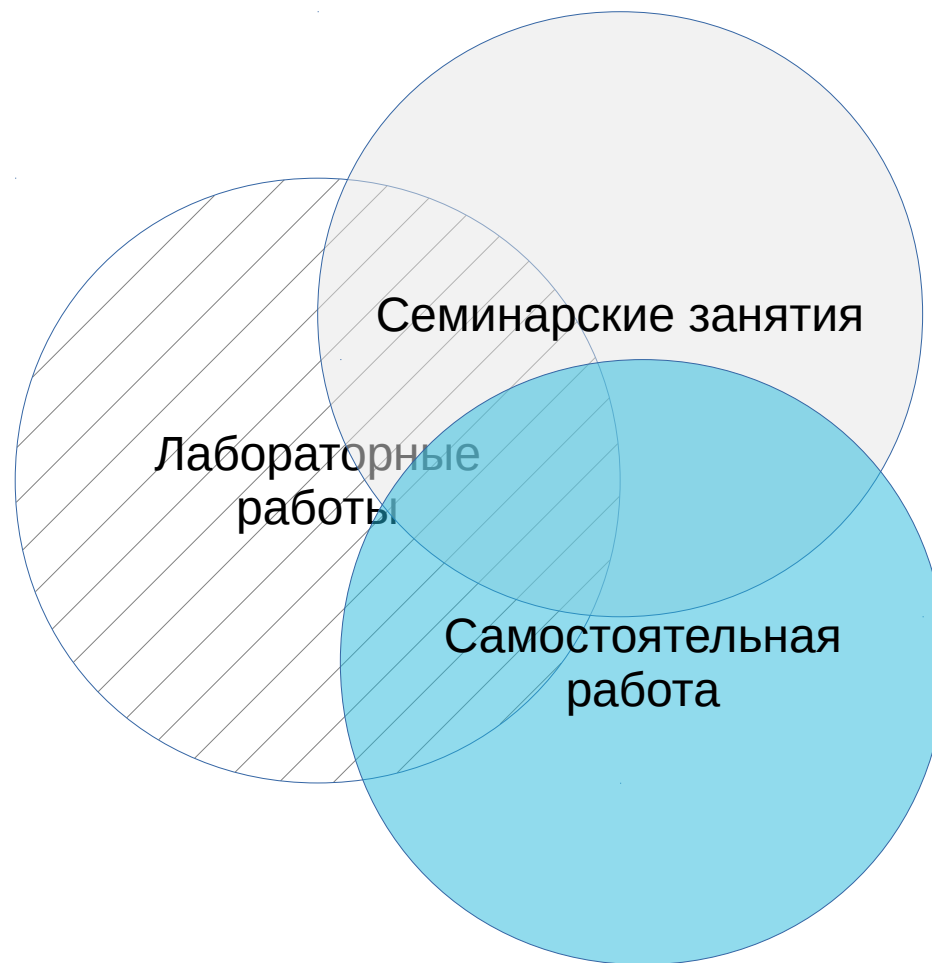 Семинарские занятия
Лабораторные
работы
Самостоятельная
работа